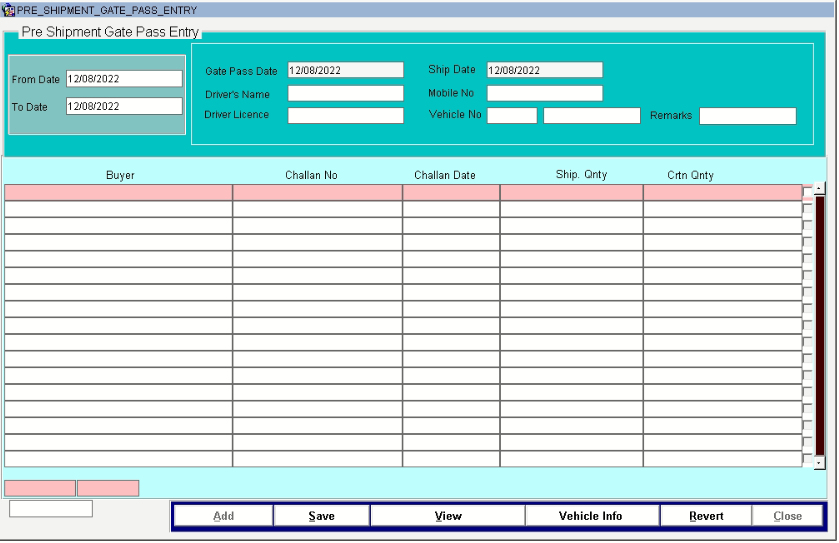 PRE_SHIPMENT_GATE_PASS_ENTRY
Pre Shipment Gate Pass Entry
From Date 12/08/2022
To Date 12/08/2022
Gate Pass Date 12/08/2022 Ship Date 12/08/2022
Driver's Name Mobile No
Driver Licence Vehicle No Remarks
Buyer Challan No Challan Date Ship. Qnty Crtn Qnty
Add Save View Vehicle Info Revert Close